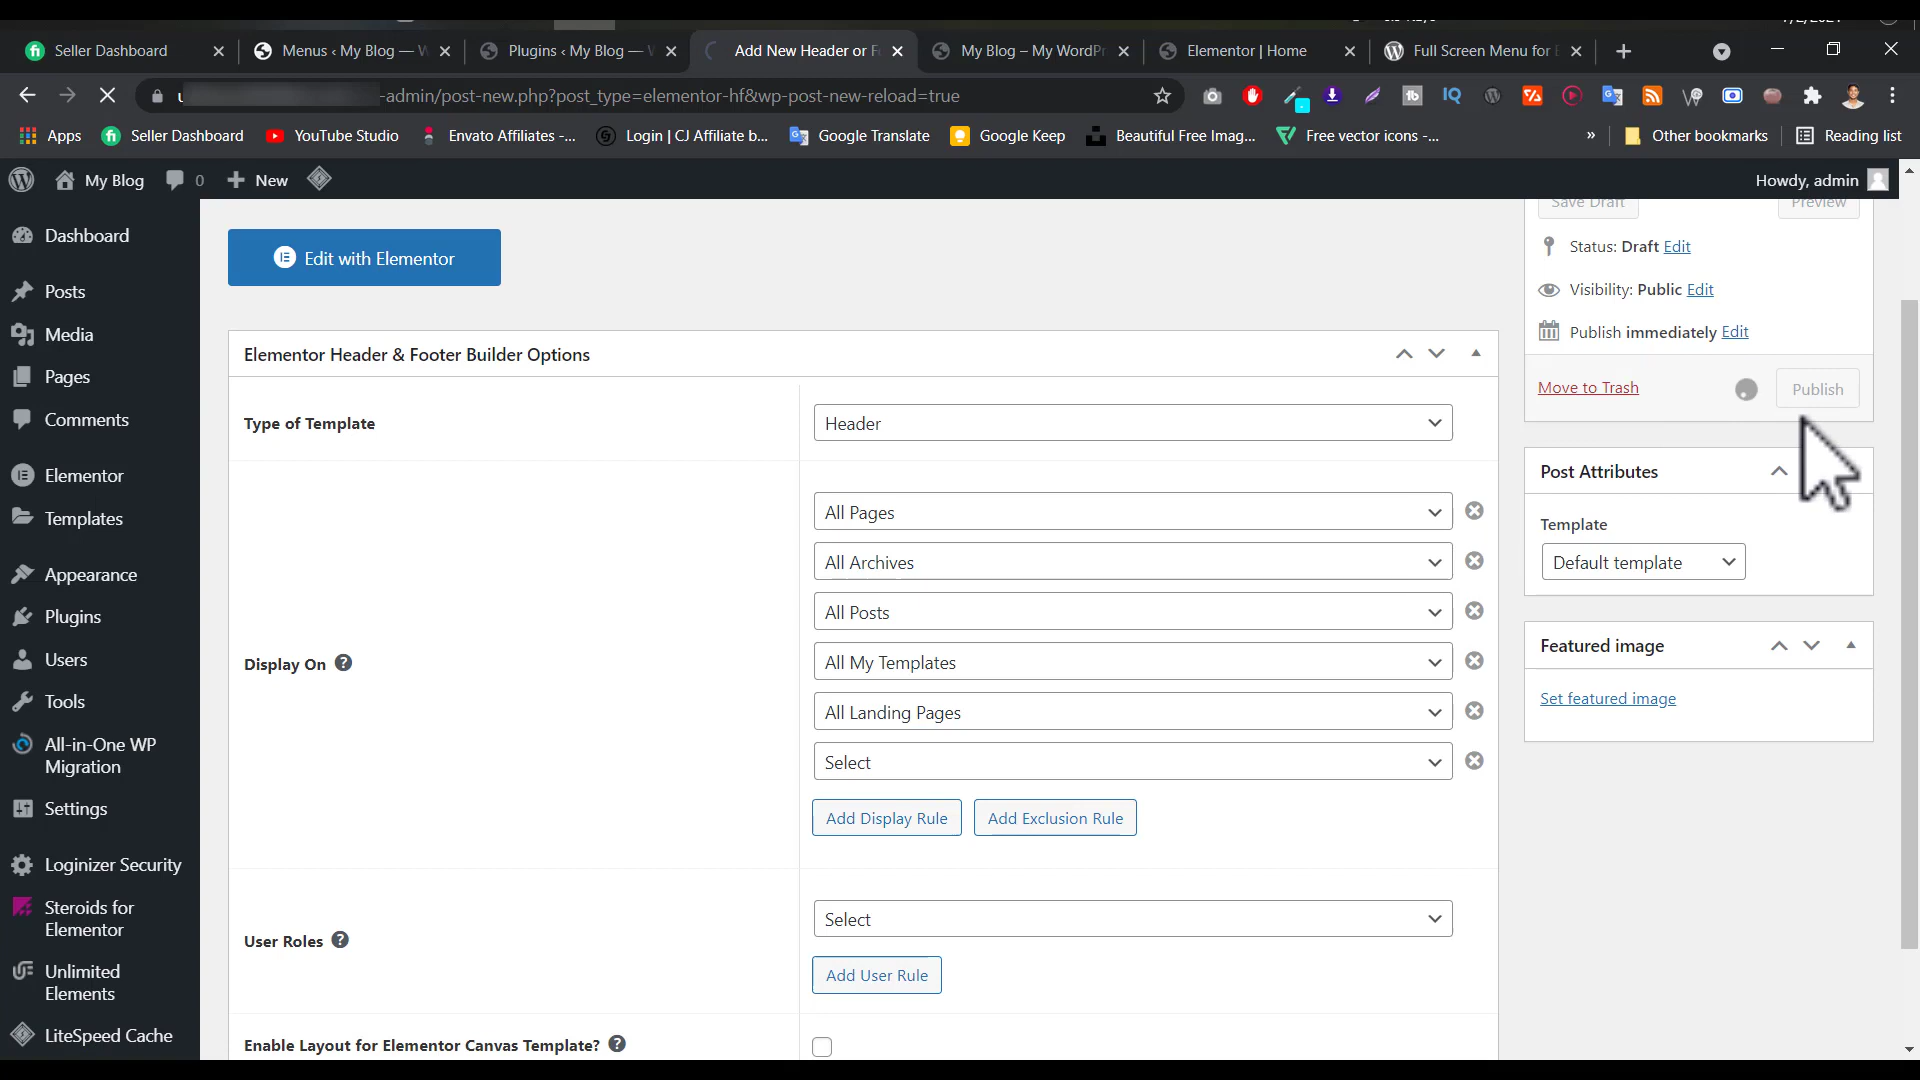 Seller Dashboard
Menus ‹ My Blog — W
Plugins ‹ My Blog — W
Add New Header or F
My Blog – My WordPr
Elementor | Home
Full Screen Menu for E
-admin/post-new.php?post_type=elementor-hf&wp-post-new-reload=true
Apps
Seller Dashboard
YouTube Studio
Envato Affiliates -...
Login | CJ Affiliate b...
Google Translate
Google Keep
Beautiful Free Imag...
Free vector icons -...
»
Other bookmarks
Reading list
My Blog
0
New
Howdy, admin
Dashboard
Posts
Media
Pages
Comments
Elementor
Templates
Appearance
Plugins
Users
Tools
All-in-One WP
Migration
Settings
Loginizer Security
Steroids for
Elementor
Unlimited
Elements
LiteSpeed Cache
Edit with Elementor
Elementor Header & Footer Builder Options
Type of Template
Header
Display On
All Pages
All Archives
All Posts
All My Templates
All Landing Pages
Select
Add Display Rule
Add Exclusion Rule
User Roles
Select
Add User Rule
Enable Layout for Elementor Canvas Template?
Save Draft
Preview
Status: Draft Edit
Visibility: Public Edit
Publish immediately Edit
Move to Trash
Publish
Post Attributes
Template
Default template
Featured image
Set featured image